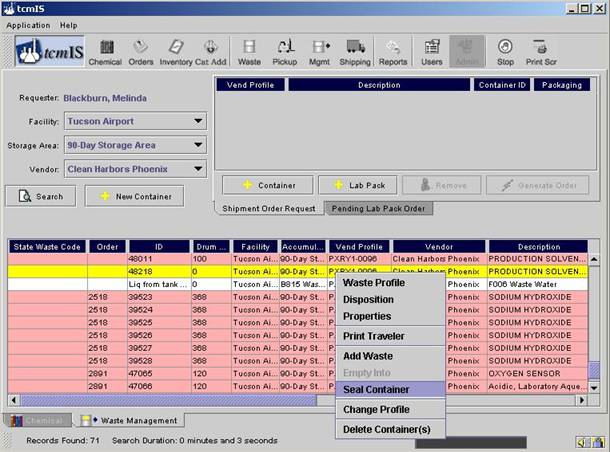 tcmIS
Application Help
tcmIS
Chemical Orders Inventory Cat Add. Waste Pickup Mgmt Shipping Reports Users Admin Stop Print Scr
Requester: Blackburn, Melinda
Facility: Tucson Airport
Storage Area: 90-Day Storage Area
Vendor: Clean Harbors Phoenix
Search New Container
Vend Profile Description Container ID Packaging
Container Lab Pack Remove Generate Order
Shipment Order Request Pending Lab Pack Order
State Waste Code Order ID Drum ... Facility Accumul... Vend Profile Vendor Description
48011 100 Tucson Ai... 90-Day St... PXRY1-0096 Clean Harbors Phoenix PRODUCTION SOLVEN...
48218 0 Tucson Ai... 90-Day St... PXRY1-0096 Clean Harbors Phoenix PRODUCTION SOLVEN...
Liq from tank ... 0 Tucson Ai... B815 Was... P Phoenix F006 Waste Water
2518 39523 368 Tucson Ai... 90-Day St... P Phoenix SODIUM HYDROXIDE
2518 39524 368 Tucson Ai... 90-Day St... P Phoenix SODIUM HYDROXIDE
2518 39525 368 Tucson Ai... 90-Day St... P Phoenix SODIUM HYDROXIDE
2518 39526 368 Tucson Ai... 90-Day St... P Phoenix SODIUM HYDROXIDE
2518 39527 368 Tucson Ai... 90-Day St... P Phoenix SODIUM HYDROXIDE
2518 39528 368 Tucson Ai... 90-Day St... P Phoenix SODIUM HYDROXIDE
2891 47065 120 Tucson Ai... 90-Day St... P Phoenix OXYGEN SENSOR
2891 47066 120 Tucson Ai... 90-Day St... P Phoenix Acidic, Laboratory Aque...
Waste Profile
Disposition
Properties
Print Traveler
Add Waste
Empty Into
Seal Container
Change Profile
Delete Container(s)
Chemical Waste Management
Records Found: 71 Search Duration: 0 minutes and 3 seconds